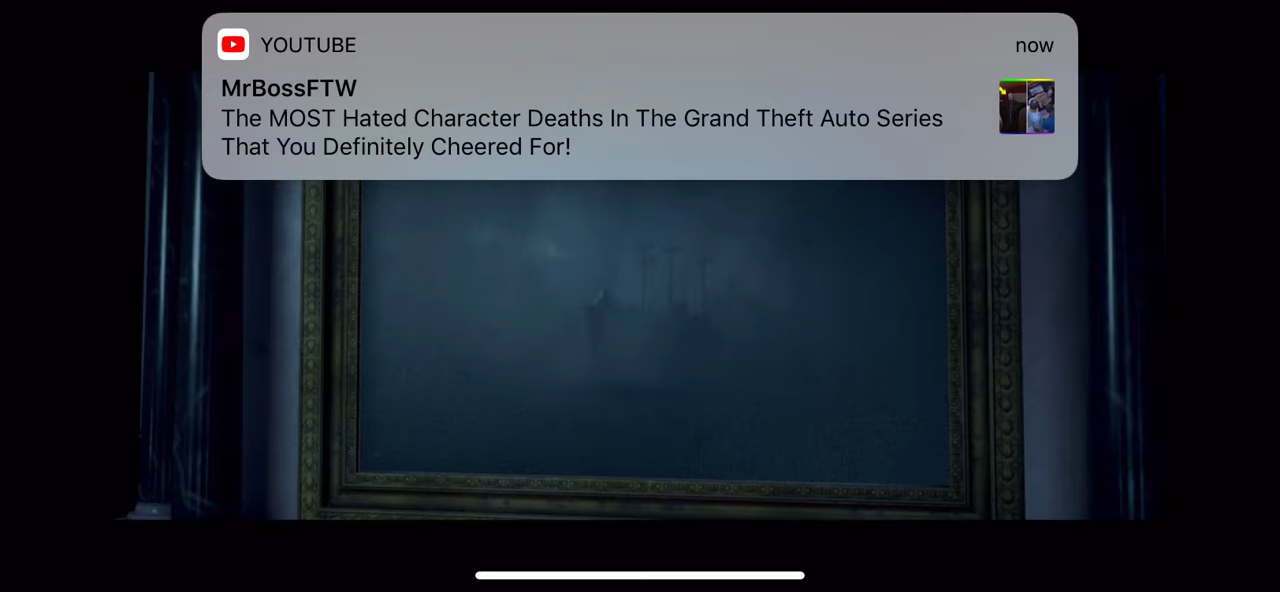 YOUTUBE
now
MrBossFTW
The MOST Hated Character Deaths In The Grand Theft Auto Series
That You Definitely Cheered For!